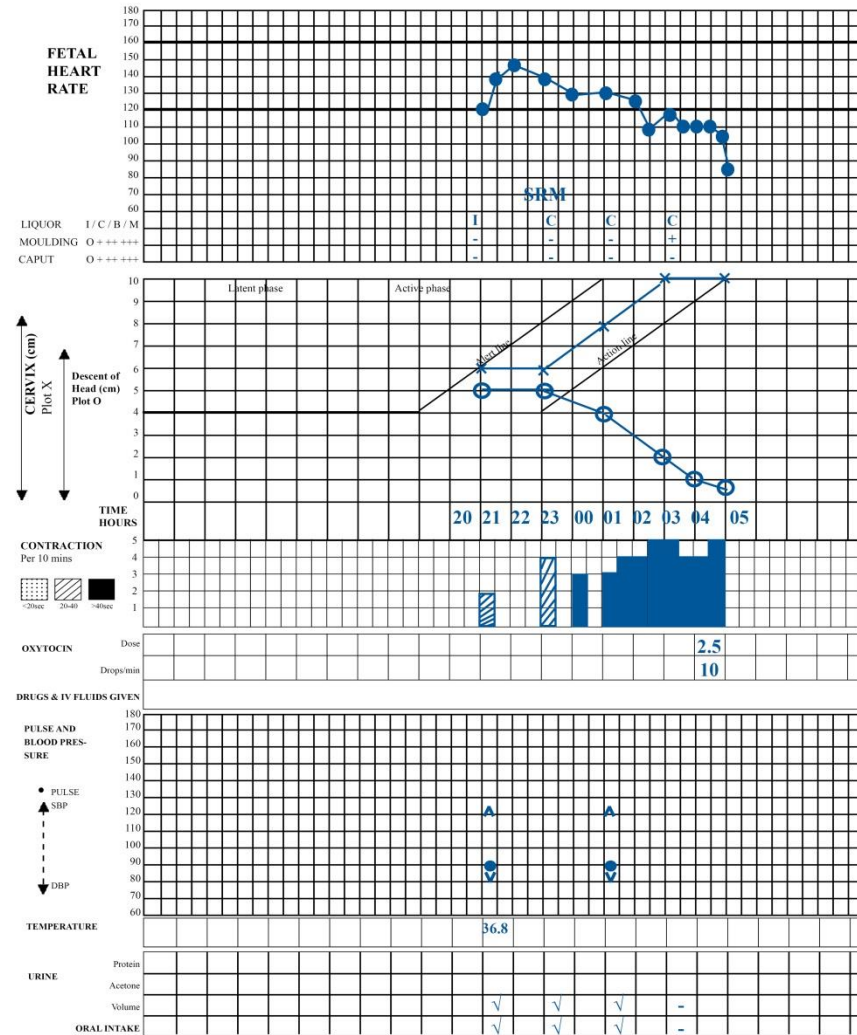 FETAL
HEART
RATE
180
170
160
150
140
130
120
110
100
90
80
60
SRM
LIQUOR I / C / B / M I C C C
MOULDING O + ++ +++ - - - +
CAPUT O + ++ +++ - - - -
Latent phase Active phase
Alert line
Action line
10
9
8
7
6
5
4
3
2
1
0
CERVIX (cm)
Plot X
Descent of
Head (cm)
Plot O
TIME
HOURS
20 21 22 23 00 01 02 03 04 05
CONTRACTION
Per 10 mins
5
4
3
2
1
<20sec 20-40 >40sec
OXYTOCIN Dose 2.5
Drops/min 10
DRUGS & IV FLUIDS GIVEN
PULSE AND
BLOOD PRES-
SURE
180
170
160
150
140
130
120
110
100
90
80
70
60
PULSE
SBP
DBP
TEMPERATURE 36.8
URINE
Protein
Acetone
Volume √ √ √ -
ORAL INTAKE √ √ √ -